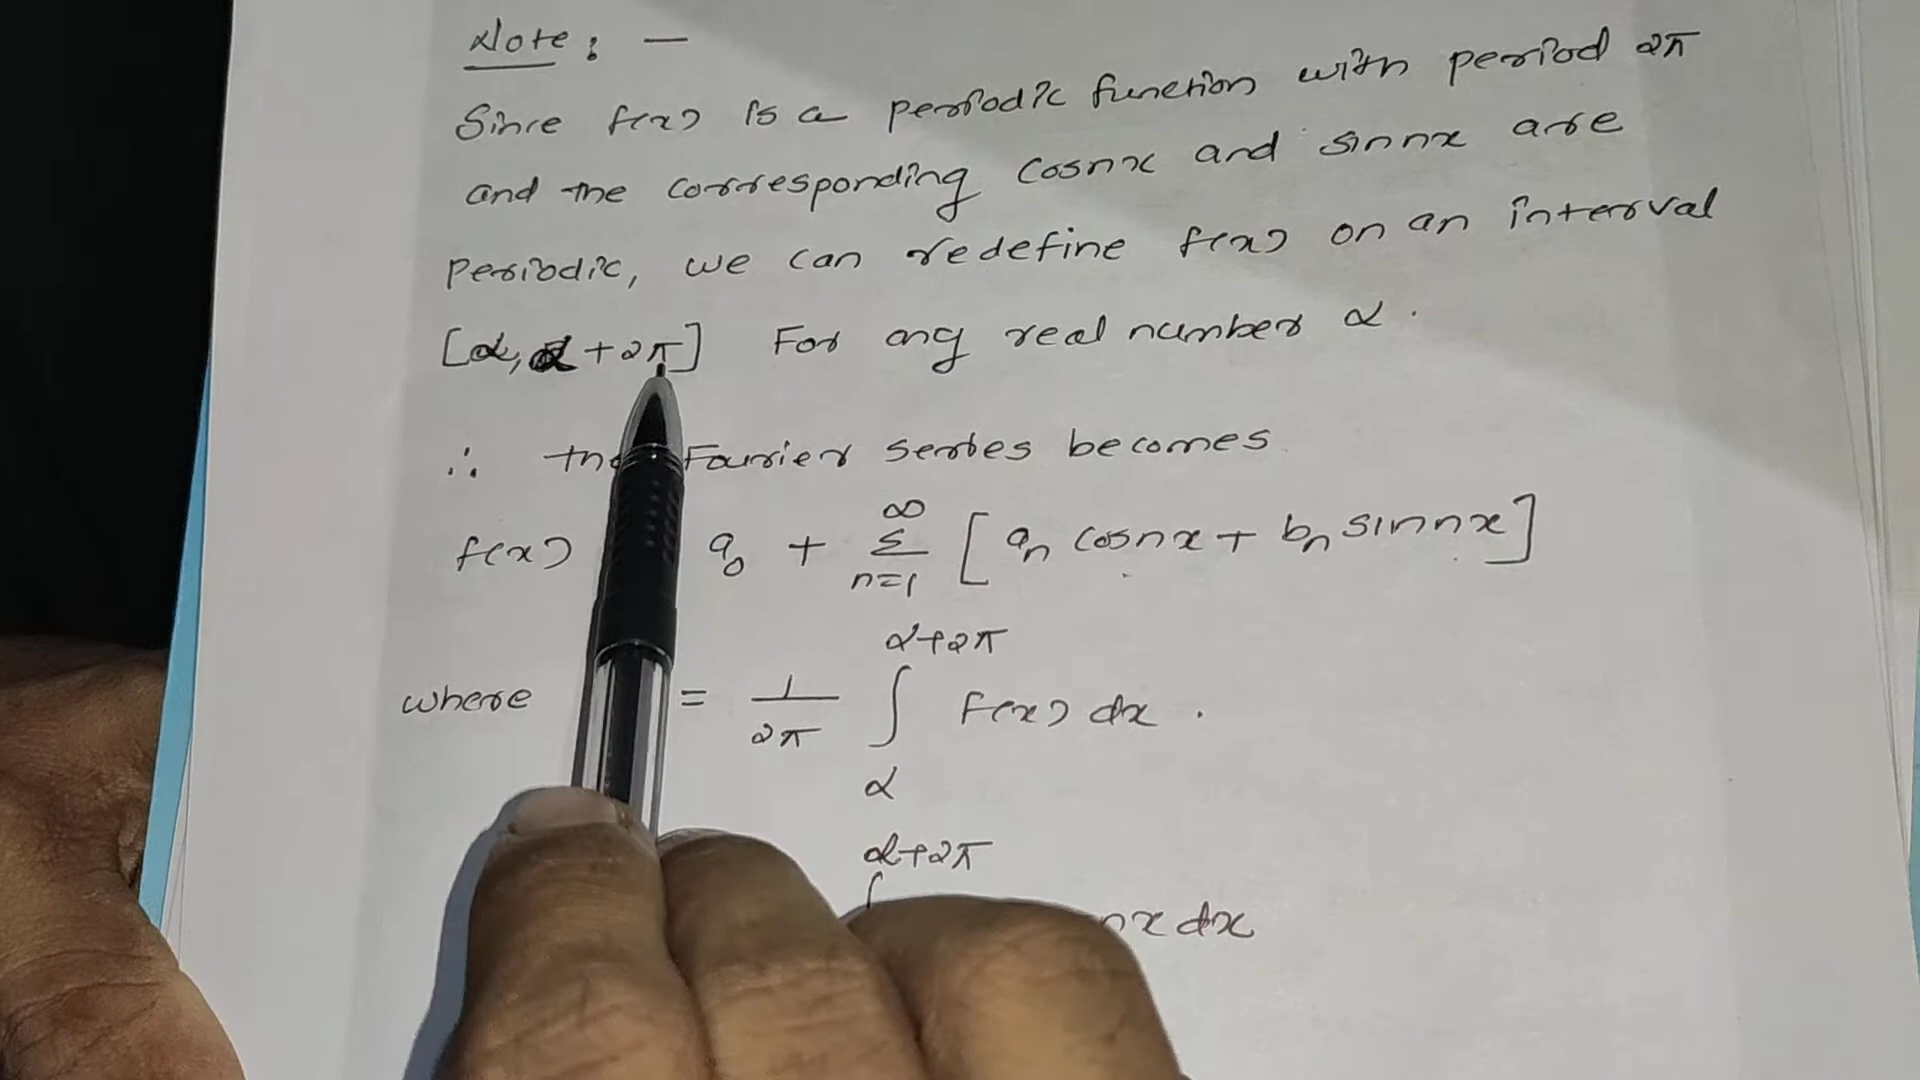 Note : —
Since f(x) is a periodic function with period 2π
and the corresponding cosnx and sinnx are
periodic, we can redefine f(x) on an interval
[α, α + 2π] For any real number α.
∴ the Fourier series becomes
f(x) a₀ + ∞ Σ n=1 [ aₙ cosnx + bₙ sinnx ]
where = 1/2π ∫ α α+2π f(x) dx .
α+2π ∫ nx dx